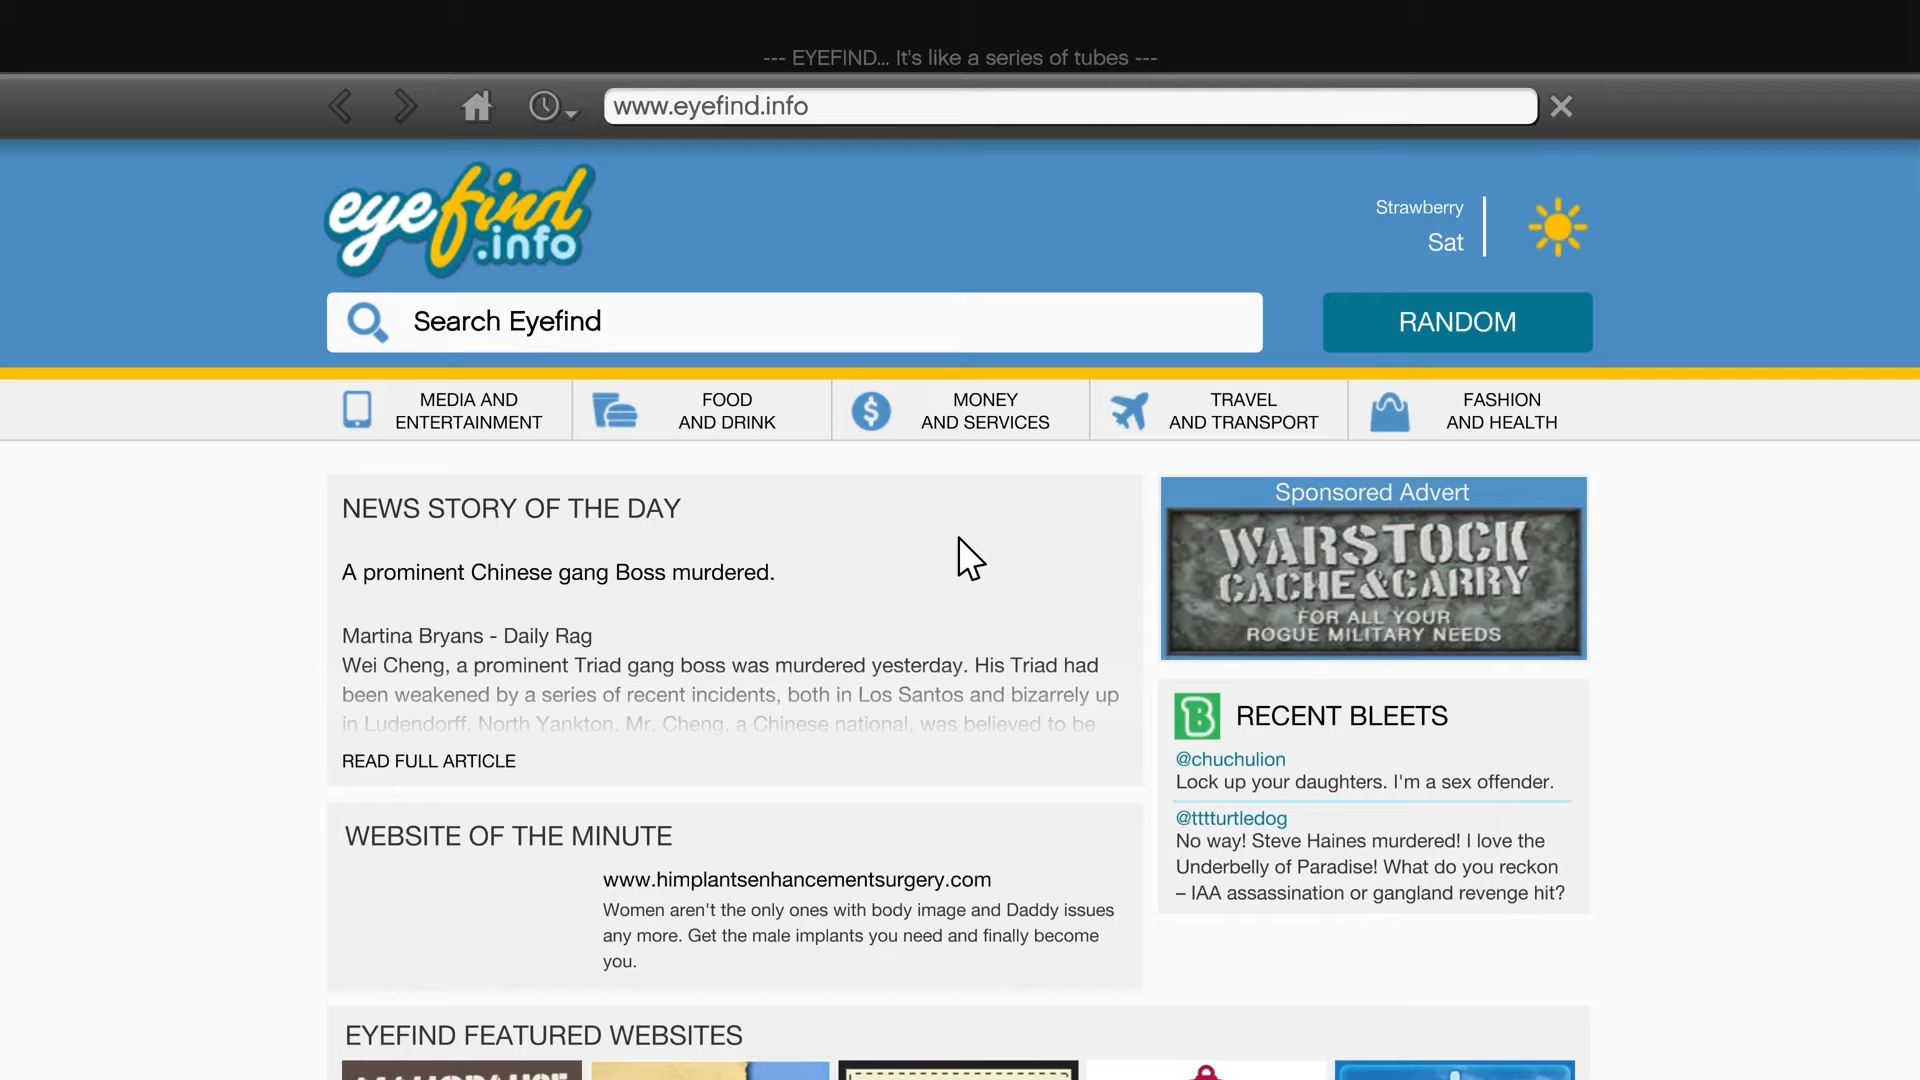 --- EYEFIND... It's like a series of tubes ---
www.eyefind.info
eyefind
.info
Strawberry
Sat
Search Eyefind
RANDOM
MEDIA AND
ENTERTAINMENT
FOOD
AND DRINK
MONEY
AND SERVICES
TRAVEL
AND TRANSPORT
FASHION
AND HEALTH
NEWS STORY OF THE DAY
A prominent Chinese gang Boss murdered.
Martina Bryans - Daily Rag
Wei Cheng, a prominent Triad gang boss was murdered yesterday. His Triad had
been weakened by a series of recent incidents, both in Los Santos and bizarrely up
in Ludendorff, North Yankton. Mr. Cheng, a Chinese national, was believed to be
READ FULL ARTICLE
Sponsored Advert
WARSTOCK
CACHE&CARRY
FOR ALL YOUR
ROGUE MILITARY NEEDS
B RECENT BLEETS
@chuchulion
Lock up your daughters. I'm a sex offender.
@tttturtledog
No way! Steve Haines murdered! I love the
Underbelly of Paradise! What do you reckon
– IAA assassination or gangland revenge hit?
WEBSITE OF THE MINUTE
www.himplantsenhancementsurgery.com
Women aren't the only ones with body image and Daddy issues
any more. Get the male implants you need and finally become
you.
EYEFIND FEATURED WEBSITES